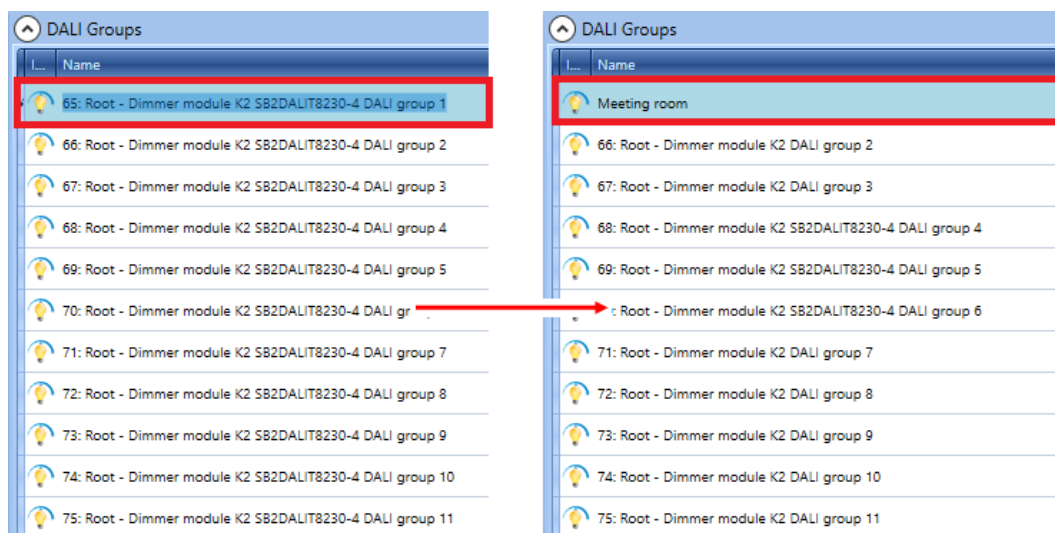 DALI Groups
I... Name
65: Root - Dimmer module K2 SB2DALIT8230-4 DALI group 1
66: Root - Dimmer module K2 SB2DALIT8230-4 DALI group 2
67: Root - Dimmer module K2 SB2DALIT8230-4 DALI group 3
68: Root - Dimmer module K2 SB2DALIT8230-4 DALI group 4
69: Root - Dimmer module K2 SB2DALIT8230-4 DALI group 5
70: Root - Dimmer module K2 SB2DALIT8230-4 DALI gr
71: Root - Dimmer module K2 SB2DALIT8230-4 DALI group 7
72: Root - Dimmer module K2 SB2DALIT8230-4 DALI group 8
73: Root - Dimmer module K2 SB2DALIT8230-4 DALI group 9
74: Root - Dimmer module K2 SB2DALIT8230-4 DALI group 10
75: Root - Dimmer module K2 SB2DALIT8230-4 DALI group 11
DALI Groups
I... Name
Meeting room
66: Root - Dimmer module K2 DALI group 2
67: Root - Dimmer module K2 DALI group 3
68: Root - Dimmer module K2 SB2DALIT8230-4 DALI group 4
69: Root - Dimmer module K2 SB2DALIT8230-4 DALI group 5
: Root - Dimmer module K2 SB2DALIT8230-4 DALI group 6
71: Root - Dimmer module K2 DALI group 7
72: Root - Dimmer module K2 DALI group 8
73: Root - Dimmer module K2 DALI group 9
74: Root - Dimmer module K2 DALI group 10
75: Root - Dimmer module K2 DALI group 11